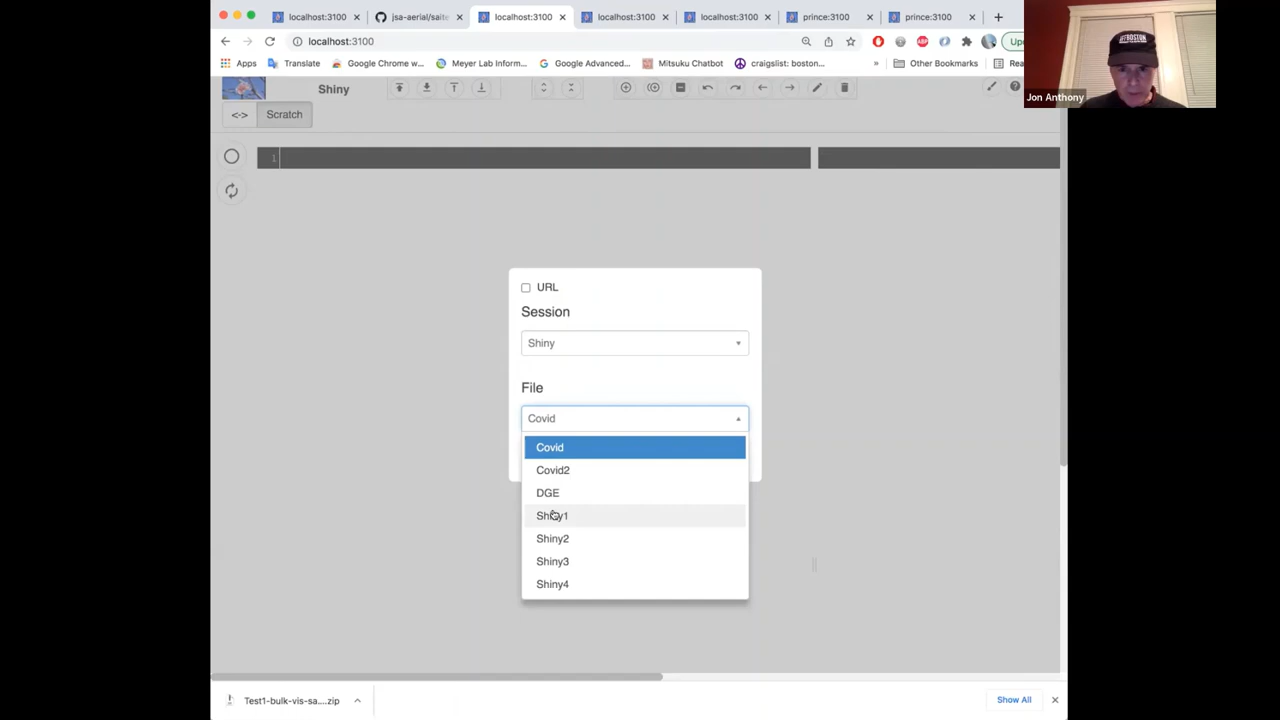 localhost:3100
jsa-aerial/saite
localhost:3100
localhost:3100
localhost:3100
prince:3100
prince:3100
localhost:3100
Apps
Translate
Google Chrome w...
Meyer Lab Inform...
Google Advanced...
Mitsuku Chatbot
craigslist: boston...
»
Other Bookmarks
Shiny
<·>
Scratch
1
Jon Anthony
BOSTON
URL
Session
Shiny
File
Covid
Covid
Covid2
DGE
Shiny1
Shiny2
Shiny3
Shiny4
Test1-bulk-vis-sa....zip
Show All